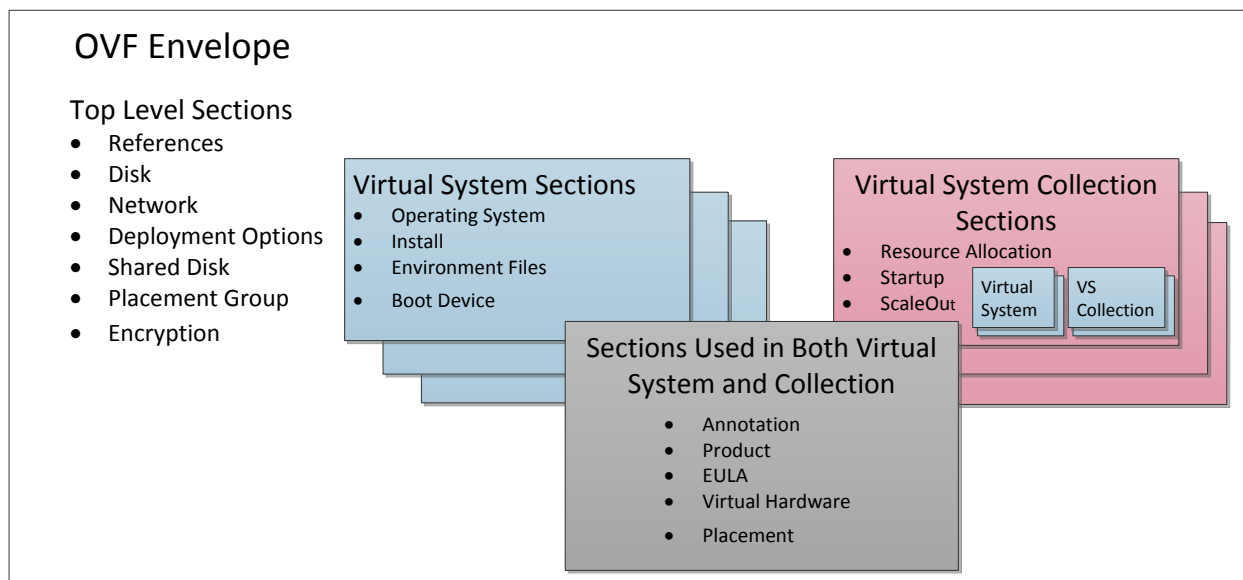 OVF Envelope
Top Level Sections
• References
• Disk
• Network
• Deployment Options
• Shared Disk
• Placement Group
• Encryption
Virtual System Sections
• Operating System
• Install
• Environment Files
• Boot Device
Virtual System Collection
Sections
• Resource Allocation
• Startup
• ScaleOut
Virtual
System
VS
Collection
Sections Used in Both Virtual
System and Collection
• Annotation
• Product
• EULA
• Virtual Hardware
• Placement